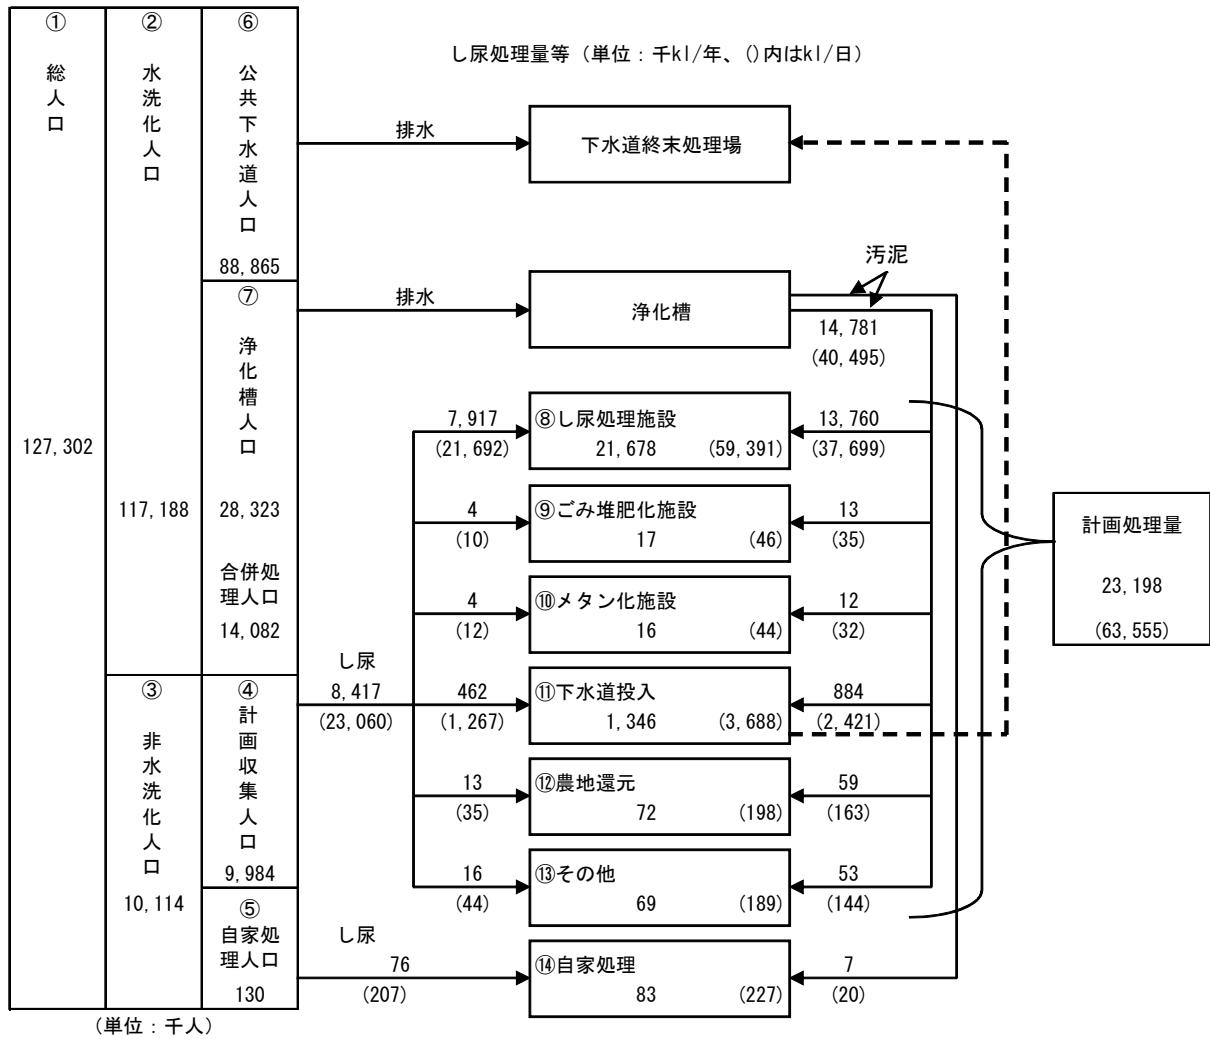 ①
総人口
127,302
②
水洗化人口
117,188
⑥
公共下水道人口
88,865
⑦
浄化槽人口
28,323
合併処
理人口
14,082
③
非水洗化人口
10,114
④
計画収集人口
9,984
⑤
自家処
理人口
130
(単位:千人)
し尿処理量等(単位:千kl/年、()内はkl/日)
排水
下水道終末処理場
排水
浄化槽
汚泥
14,781
(40,495)
し尿
8,417
(23,060)
7,917
(21,692)
⑧し尿処理施設
21,678 (59,391)
13,760
(37,699)
4
(10)
⑨ごみ堆肥化施設
17 (46)
13
(35)
4
(12)
⑩メタン化施設
16 (44)
12
(32)
462
(1,267)
⑪下水道投入
1,346 (3,688)
884
(2,421)
13
(35)
⑫農地還元
72 (198)
59
(163)
16
(44)
⑬その他
69 (189)
53
(144)
し尿
76
(207)
⑭自家処理
83 (227)
7
(20)
計画処理量
23,198
(63,555)